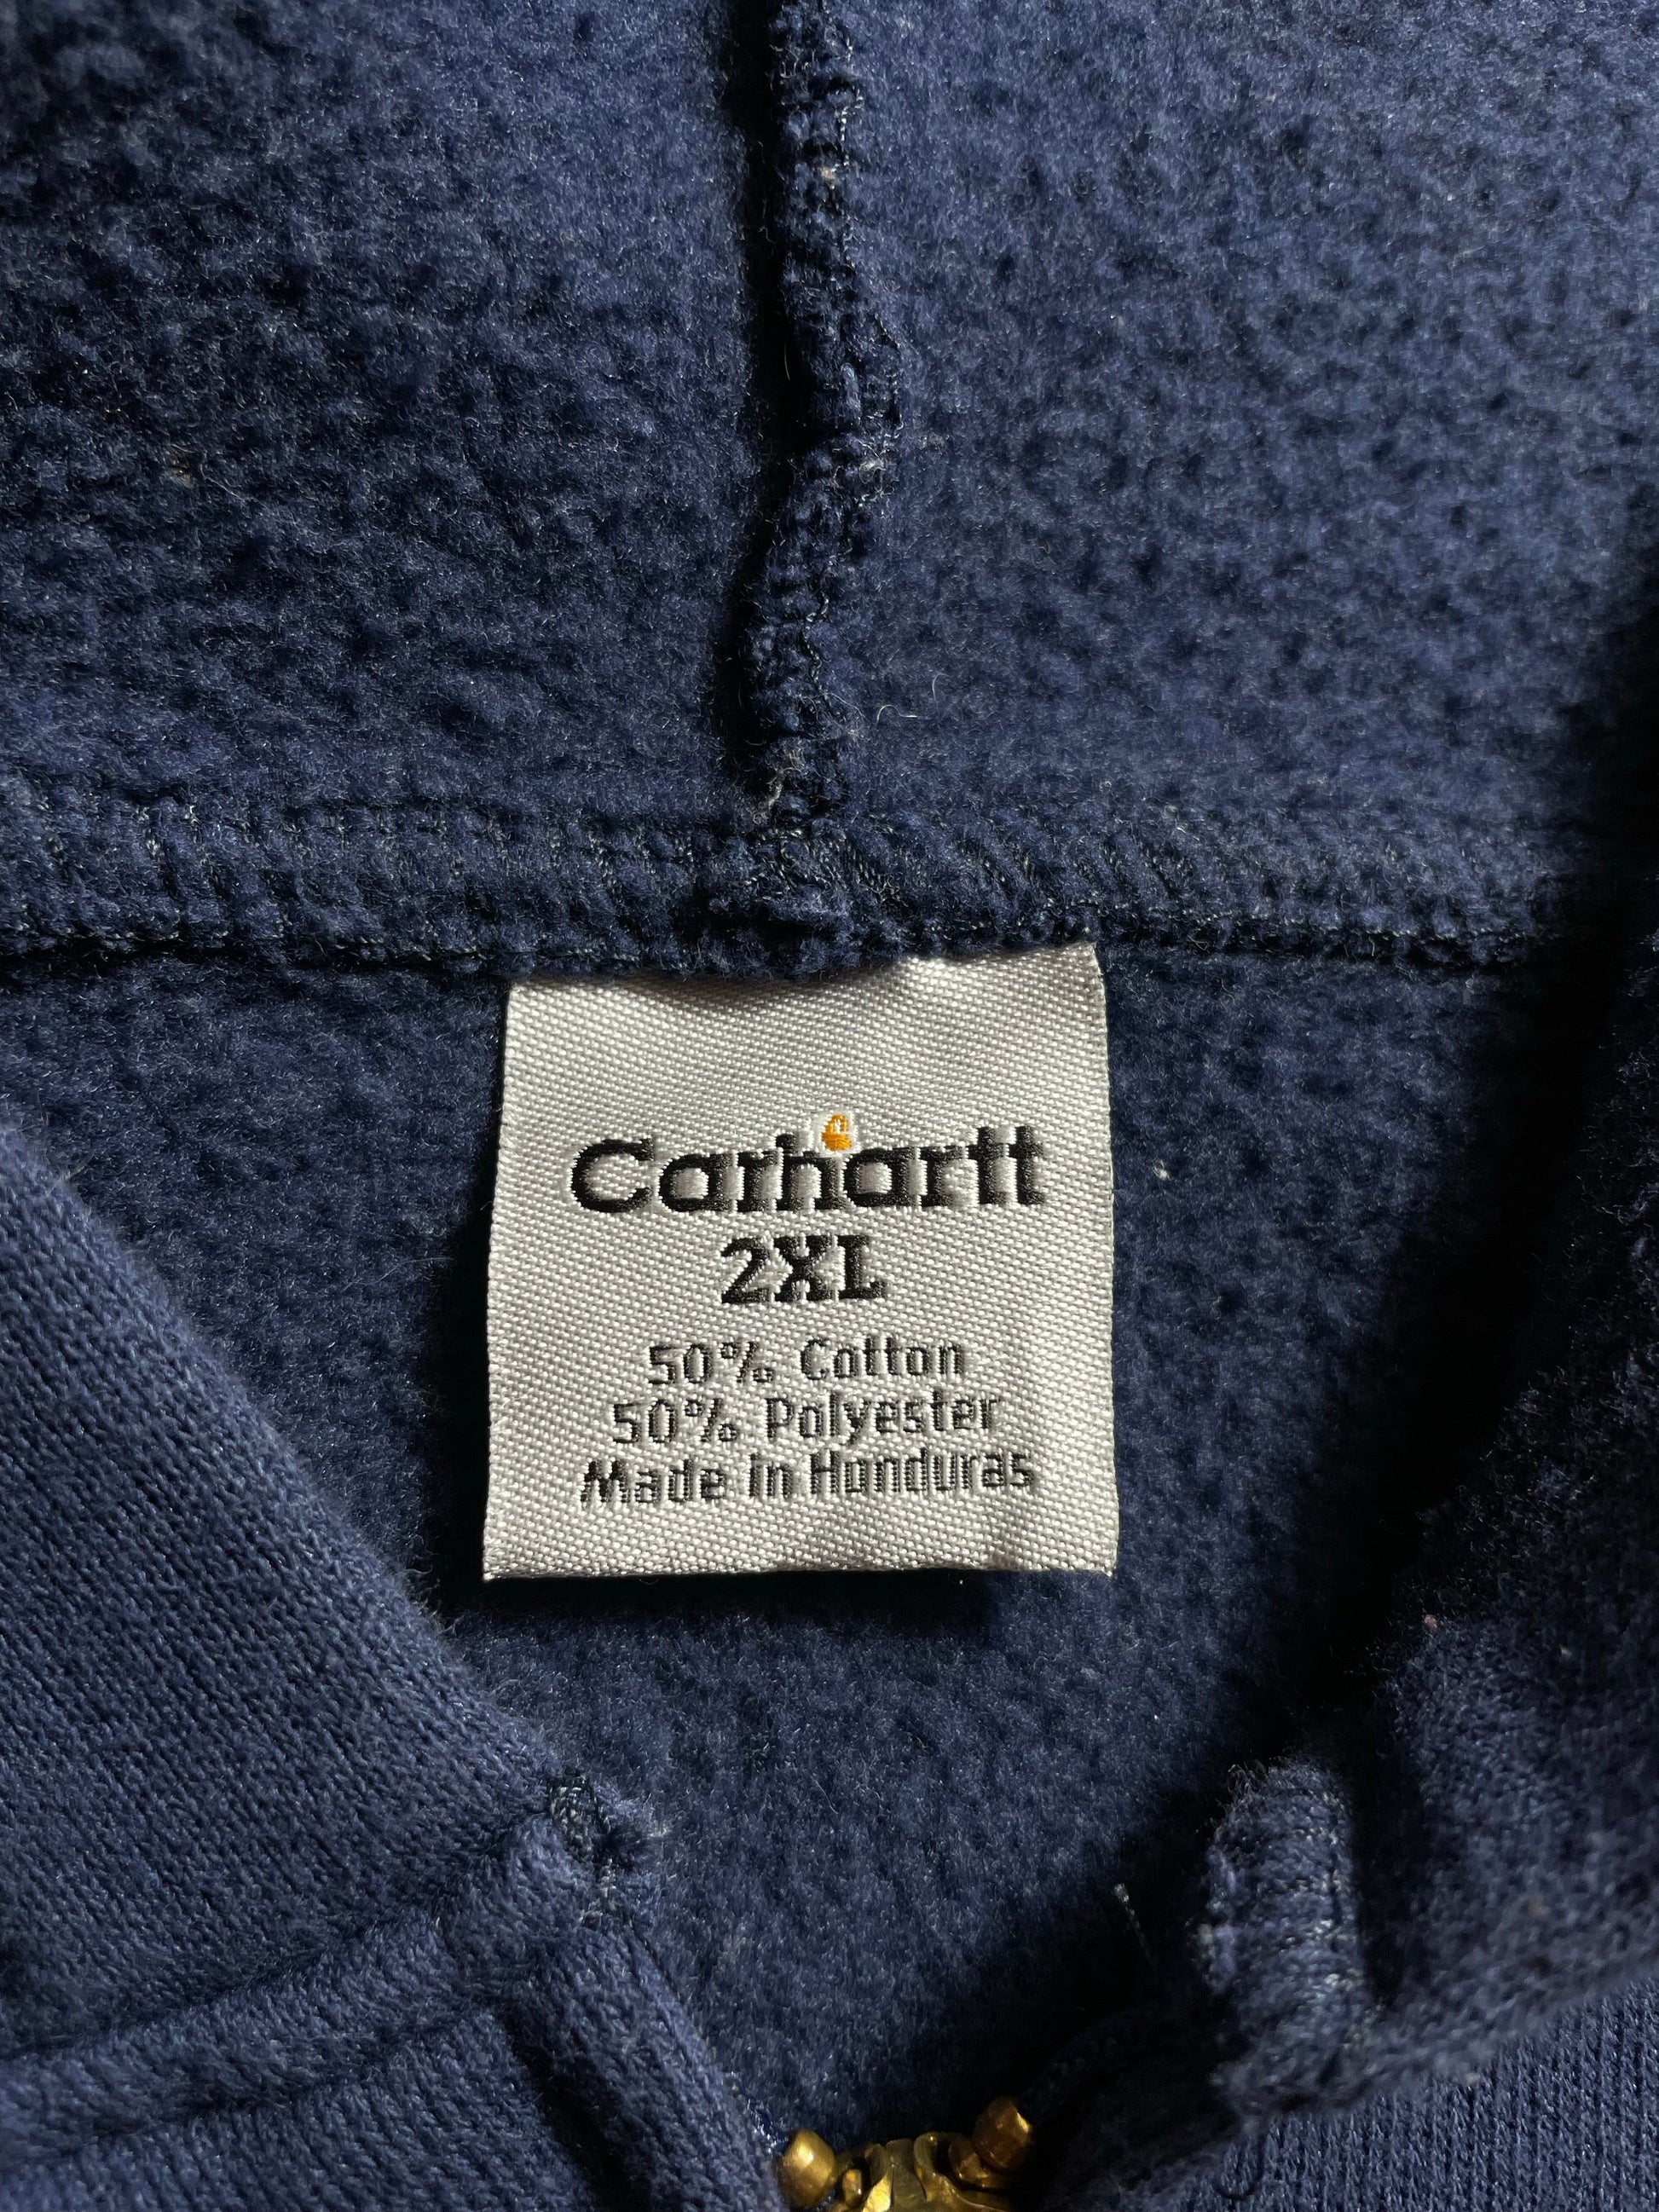 Carhartt
2XL
50% Cotton
50% Polyester
Made in Honduras